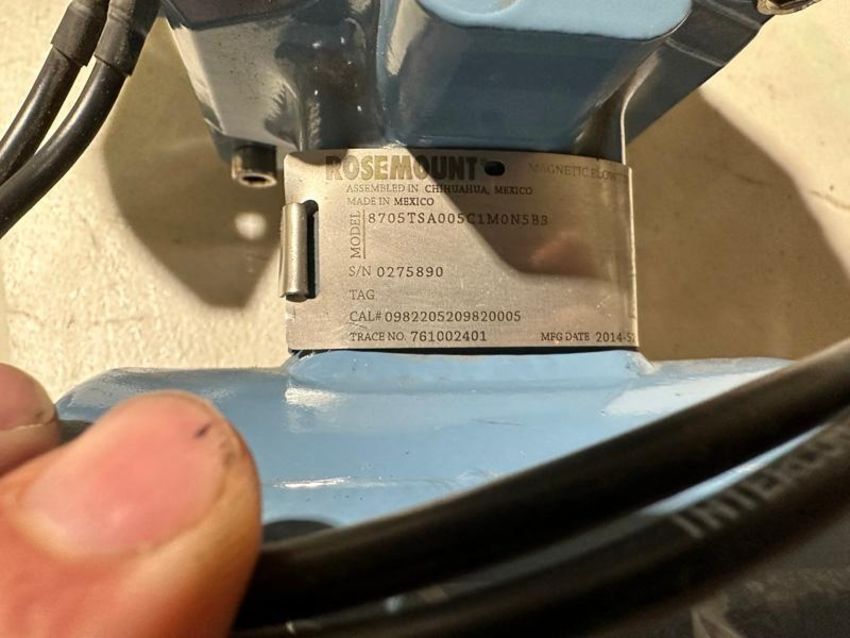 ROSEMOUNT
MAGNETIC
ASSEMBLED IN CHIHUAHUA, MEXICO
MADE IN MEXICO
MODEL 8705TSA005C1M0N5B3
S/N 0275890
TAG
CAL# 0982205209820005
TRACE NO. 761002401 MFG DATE 2014-5